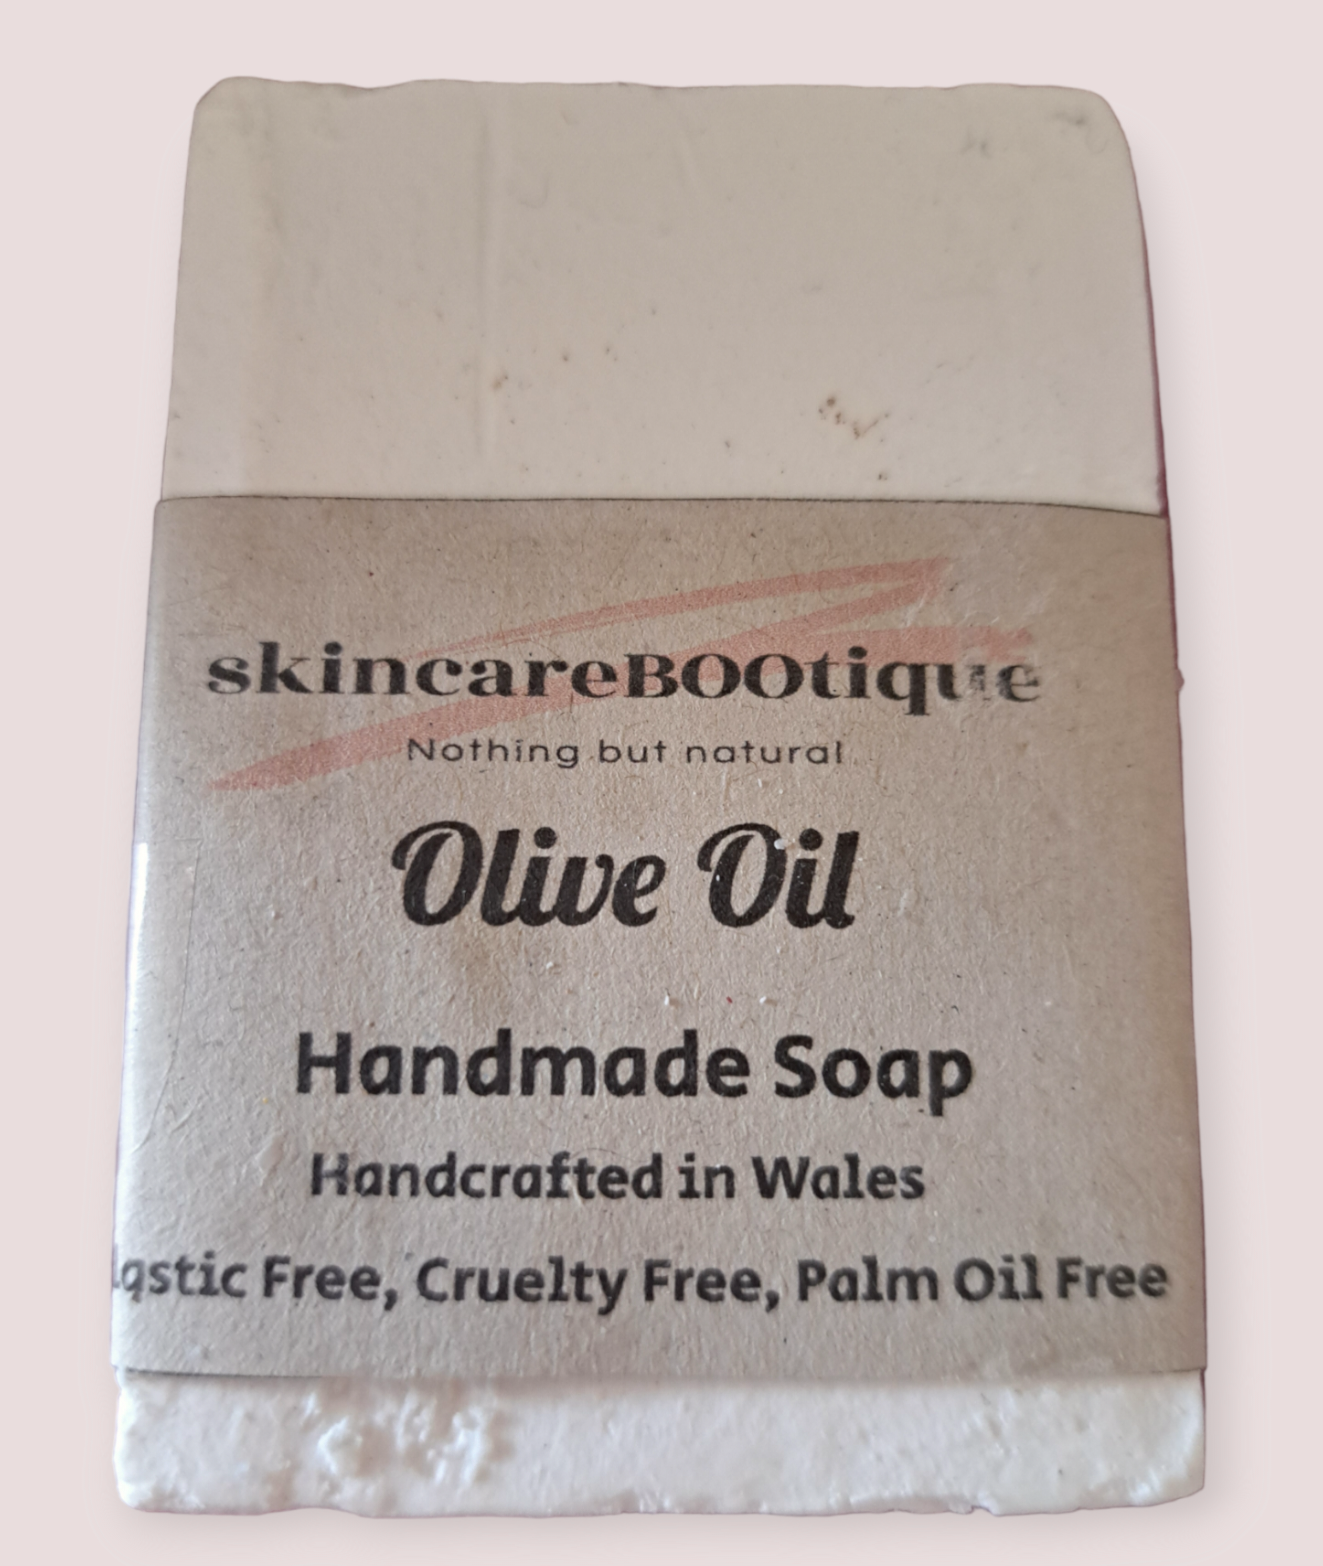 skincareBOOtique
Nothing but natural
Olive Oil
Handmade Soap
Handcrafted in Wales
lastic Free, Cruelty Free, Palm Oil Free